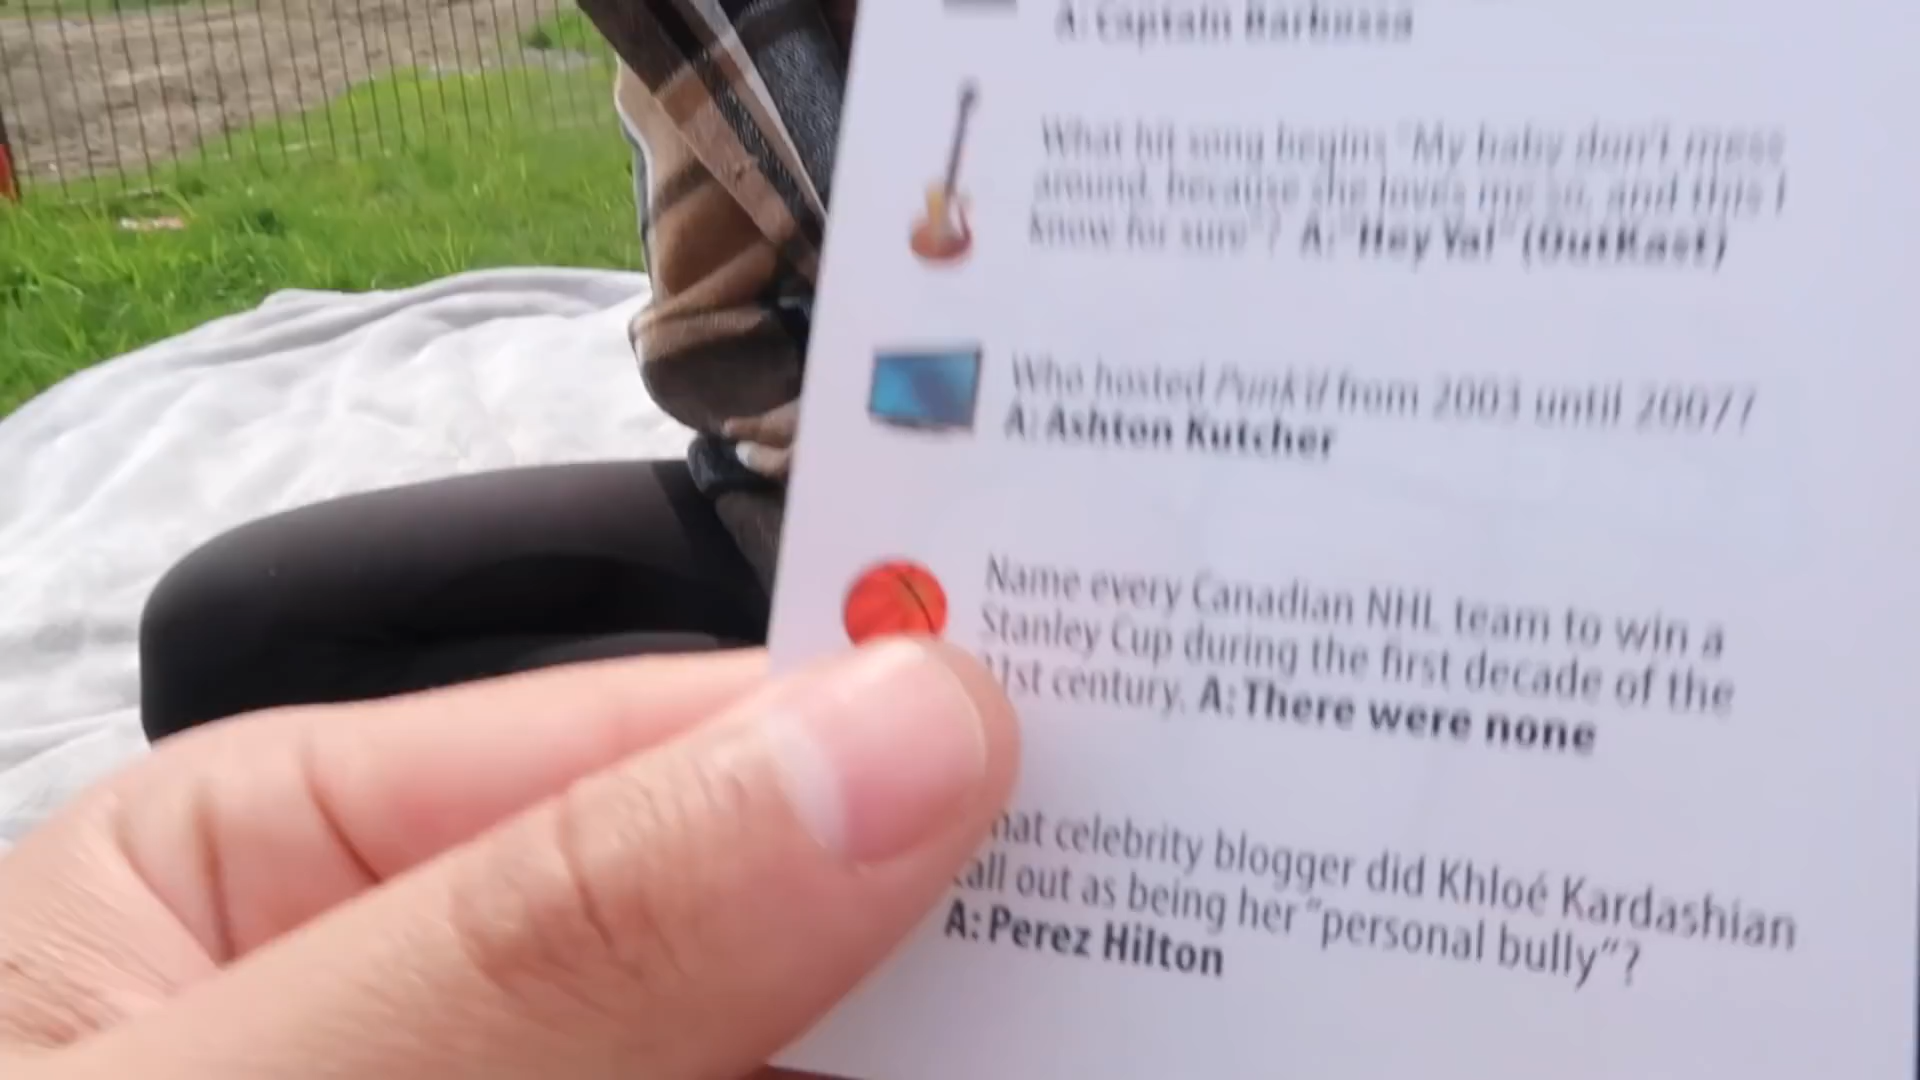 A: Captain Barbossa
What hit song begins "My baby don't mess
around, because she loves me so, and this I
know for sure"? A: "Hey Ya!" (OutKast)
Who hosted Punk'd from 2003 until 2007?
A: Ashton Kutcher
Name every Canadian NHL team to win a
Stanley Cup during the first decade of the
1st century. A: There were none
hat celebrity blogger did Khloé Kardashian
call out as being her "personal bully"?
A: Perez Hilton